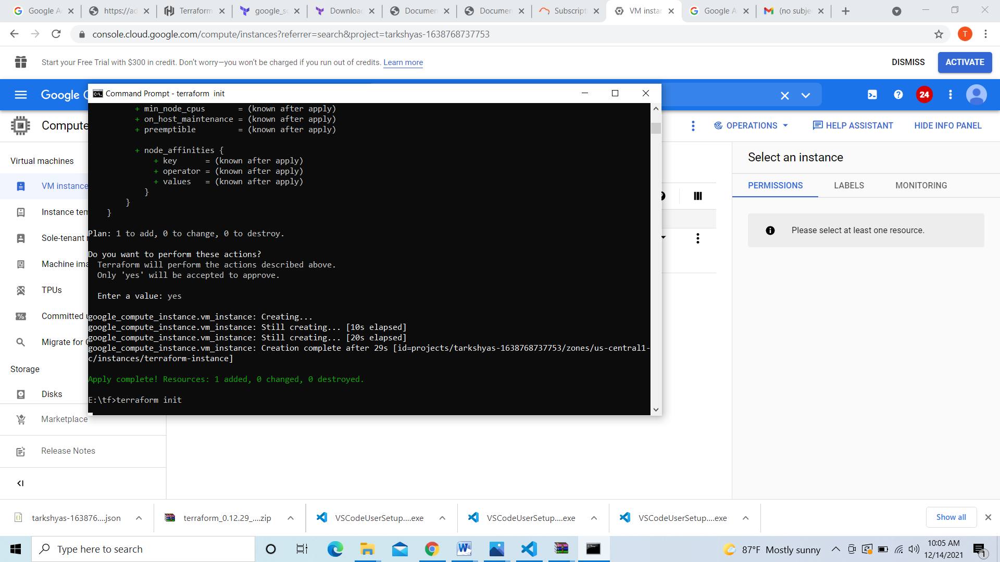 Google A
https://ad
Terraform
google_s
Download
Documen
Documen
Subscript
VM instan
Google A
(no subje
console.cloud.google.com/compute/instances?referrer=search&project=tarkshyas-1638768737753
T
Start your Free Trial with $300 in credit. Don't worry—you won't be charged if you run out of credits. Learn more
DISMISS
ACTIVATE
Google
24
Command Prompt - terraform  init
Compute
OPERATIONS
HELP ASSISTANT
HIDE INFO PANEL
Virtual machines
VM instance
Instance tem
Sole-tenant
Machine ima
TPUs
Committed
Migrate for
Storage
Disks
Marketplace
Release Notes
+ min_node_cpus       = (known after apply)
+ on_host_maintenance = (known after apply)
+ preemptible         = (known after apply)
+ node_affinities {
+ key      = (known after apply)
+ operator = (known after apply)
+ values   = (known after apply)
}
}
}
Plan: 1 to add, 0 to change, 0 to destroy.
Do you want to perform these actions?
Terraform will perform the actions described above.
Only 'yes' will be accepted to approve.
Enter a value: yes
google_compute_instance.vm_instance: Creating...
google_compute_instance.vm_instance: Still creating... [10s elapsed]
google_compute_instance.vm_instance: Still creating... [20s elapsed]
google_compute_instance.vm_instance: Creation complete after 29s [id=projects/tarkshyas-1638768737753/zones/us-central1-
c/instances/terraform-instance]
Apply complete! Resources: 1 added, 0 changed, 0 destroyed.
E:\tf>terraform init
Select an instance
PERMISSIONS
LABELS
MONITORING
Please select at least one resource.
tarkshyas-163876....json
terraform_0.12.29_....zip
VSCodeUserSetup....exe
VSCodeUserSetup....exe
VSCodeUserSetup....exe
Show all
Type here to search
87°F Mostly sunny
10:05 AM
12/14/2021
1